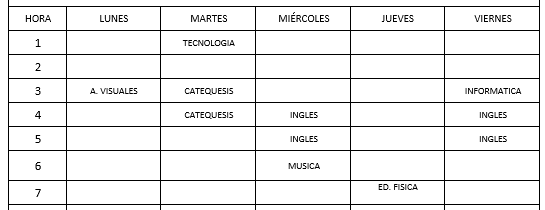 HORA LUNES MARTES MIÉRCOLES JUEVES VIERNES
1 TECNOLOGIA
2
3 A. VISUALES CATEQUESIS INFORMATICA
4 CATEQUESIS INGLES INGLES
5 INGLES INGLES
6 MUSICA
7 ED. FISICA